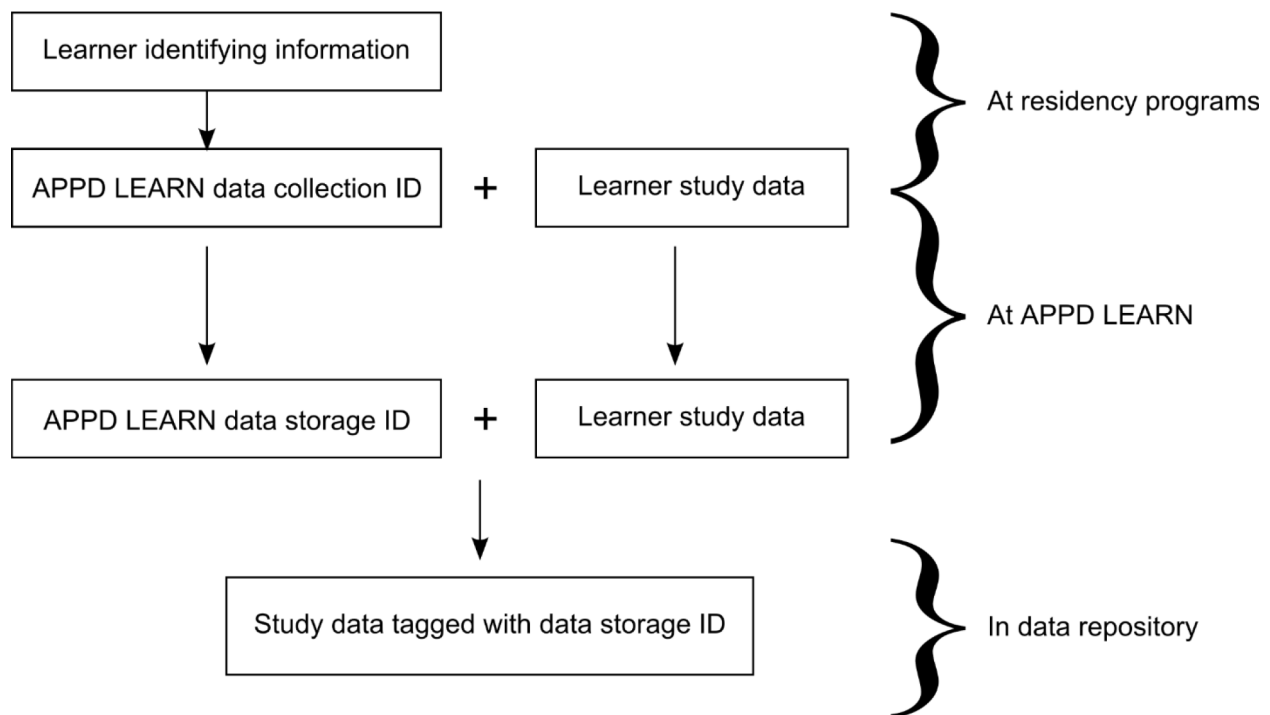 Learner identifying information
At residency programs
APPD LEARN data collection ID
+
Learner study data
At APPD LEARN
APPD LEARN data storage ID
+
Learner study data
Study data tagged with data storage ID
In data repository